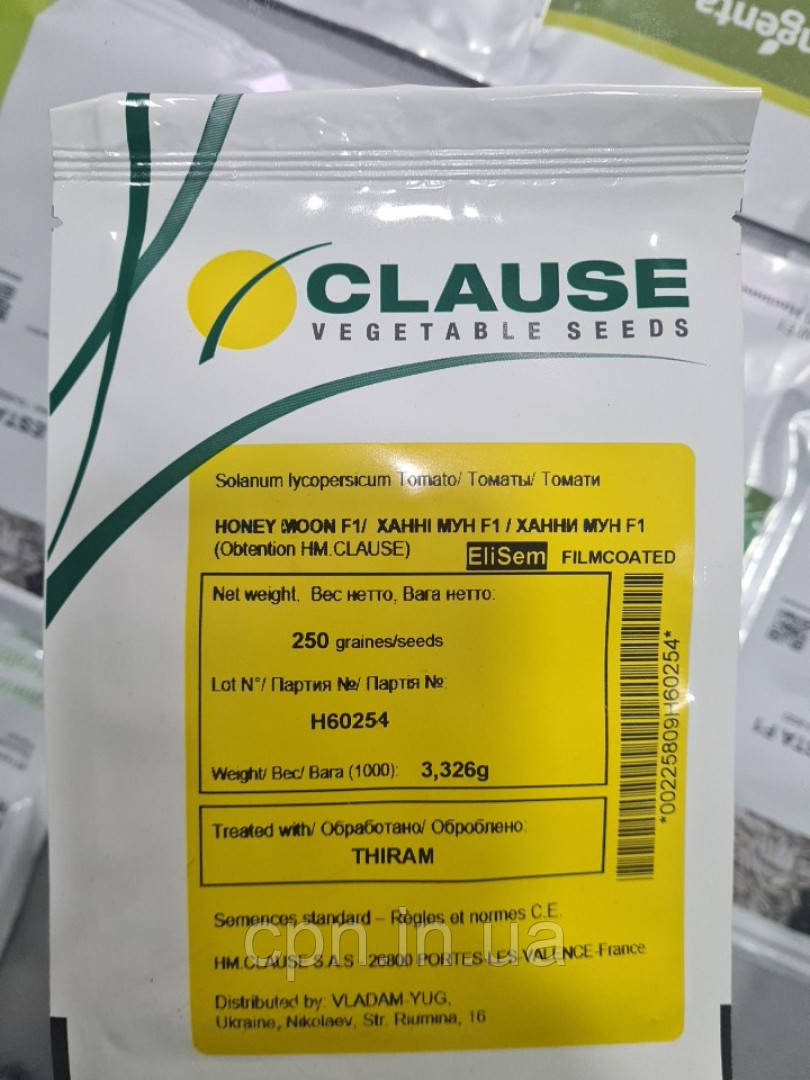 ngenta
CLAUSE
VEGETABLE SEEDS
Solanum lycopersicum Tomato/ Томаты/ Томати
HONEY MOON F1/ ХАННІ МУН F1 / ХАННИ МУН F1
(Obtention HM.CLAUSE)
EliSem FILMCOATED
Net weight, Вес нетто, Вага нетто:
250 graines/seeds
Lot N°/ Партия №/ Партія №
H60254
Weight/ Вес/ Вага (1000): 3,326g
*00225809H60254*
Treated with/ Обработано/ Оброблено:
THIRAM
Semences standard – Règles et normes C.E.
cpn.in.ua
HM.CLAUSE S.A.S 26800 PORTES-LES-VALENCE-France
Distributed by: VLADAM-YUG,
Ukraine, Nikolaev, Str. Riumina, 16